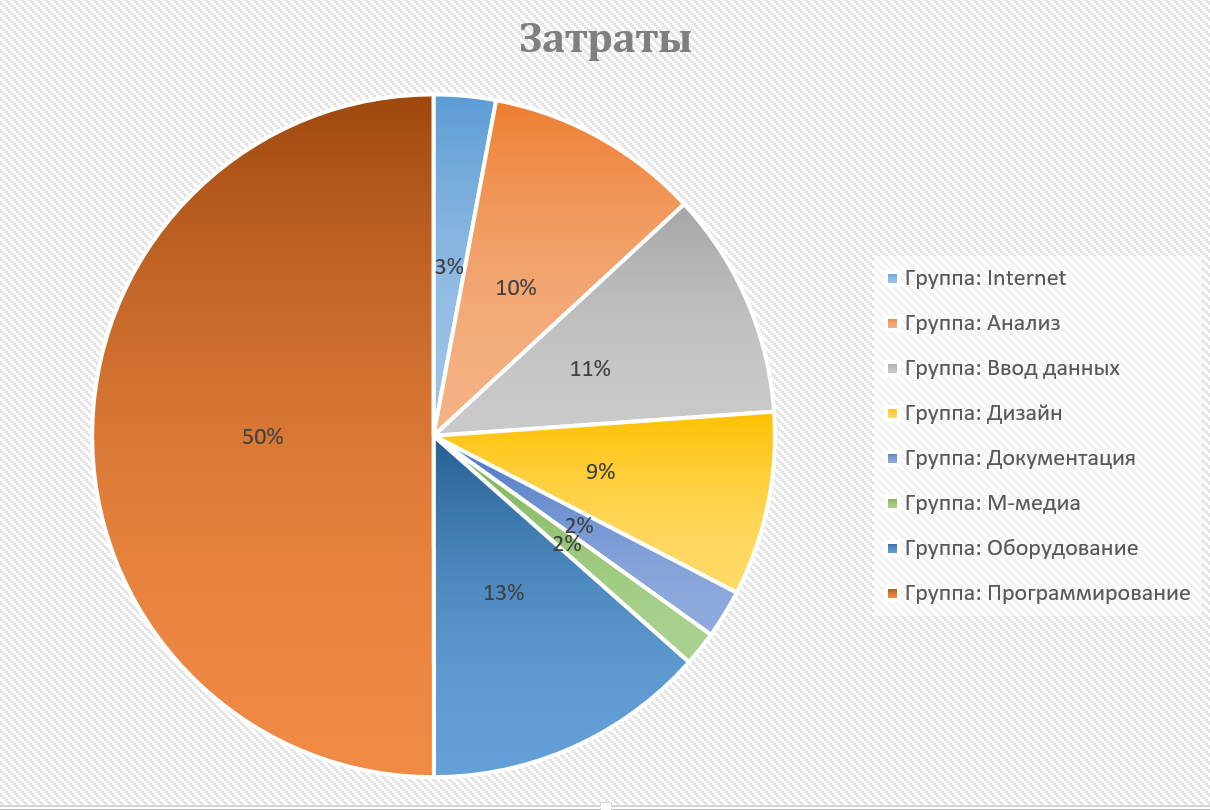 Затраты
3%
10%
11%
9%
2%
2%
13%
50%
Группа: Internet
Группа: Анализ
Группа: Ввод данных
Группа: Дизайн
Группа: Документация
Группа: М-медиа
Группа: Оборудование
Группа: Программирование